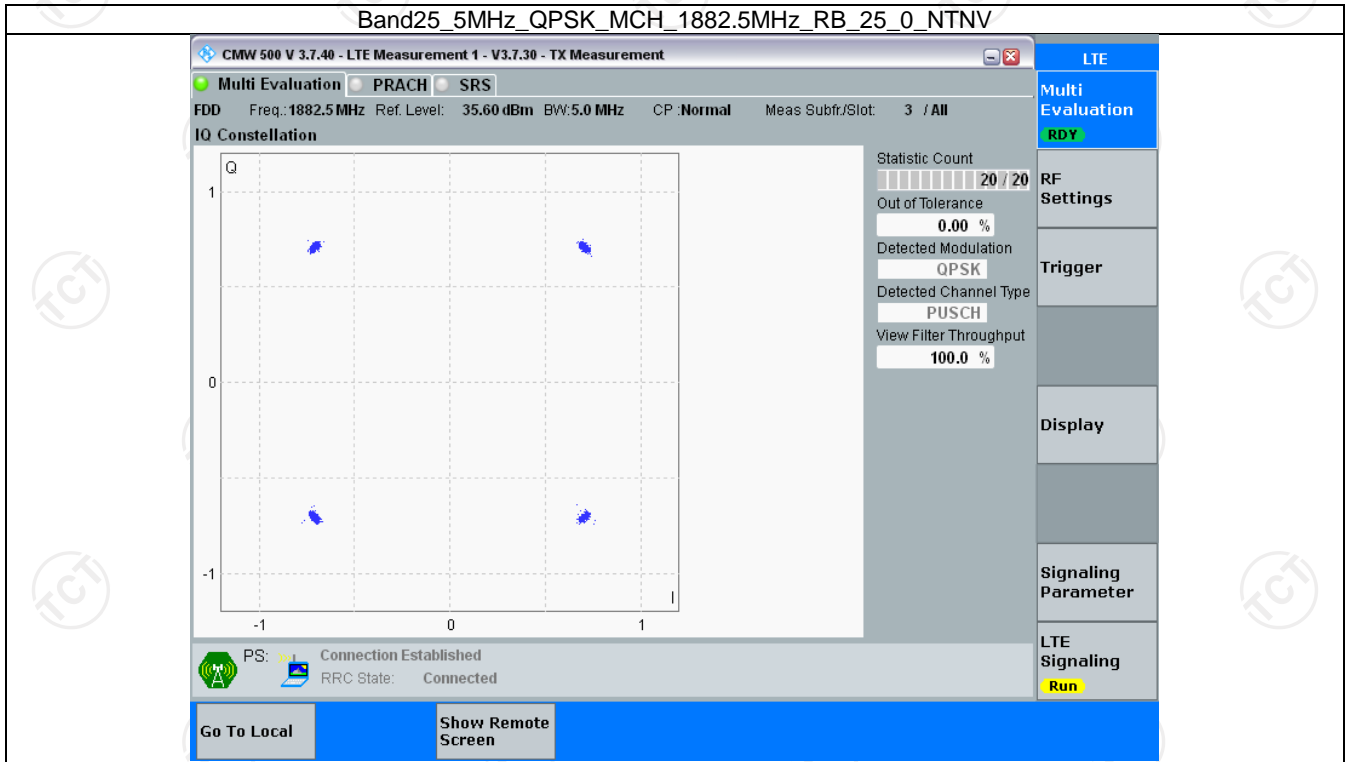 Band25_5MHz_QPSK_MCH_1882.5MHz_RB_25_0_NTNV
CMW 500 V 3.7.40 - LTE Measurement 1 - V3.7.30 - TX Measurement
LTE
Multi Evaluation PRACH SRS
FDD Freq.: 1882.5 MHz Ref. Level: 35.60 dBm BW: 5.0 MHz CP : Normal Meas Subfr./Slot: 3 / All
IQ Constellation
Q
1
0
-1
I
-1 0 1
Statistic Count
20 / 20
Out of Tolerance
0.00 %
Detected Modulation
QPSK
Detected Channel Type
PUSCH
View Filter Throughput
100.0 %
Multi
Evaluation
RDY
RF
Settings
Trigger
Display
Signaling
Parameter
LTE
Signaling
Run
PS: Connection Established
RRC State: Connected
Go To Local
Show Remote
Screen
TCT
TCT
TCT
TCT